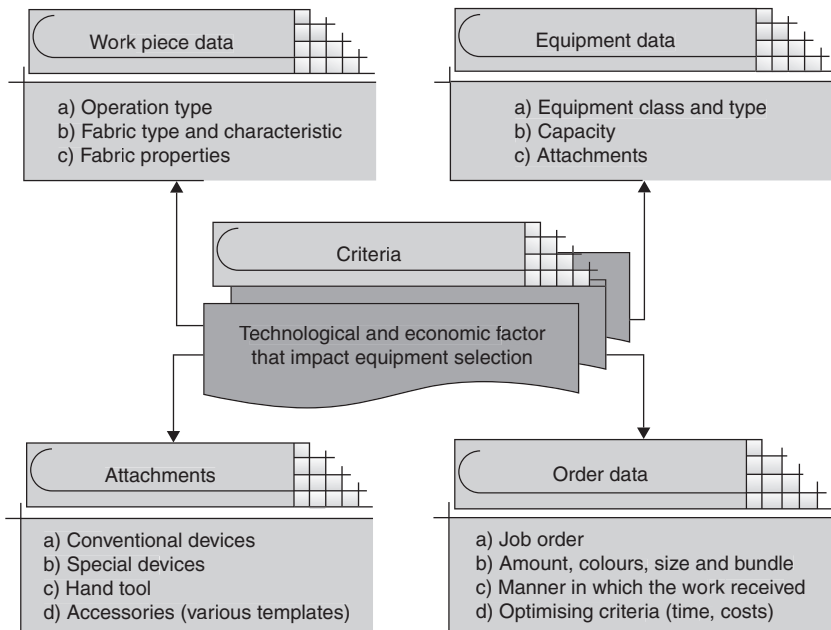 Work piece data
a) Operation type
b) Fabric type and characteristic
c) Fabric properties
Equipment data
a) Equipment class and type
b) Capacity
c) Attachments
Criteria
Technological and economic factor
that impact equipment selection
Attachments
a) Conventional devices
b) Special devices
c) Hand tool
d) Accessories (various templates)
Order data
a) Job order
b) Amount, colours, size and bundle
c) Manner in which the work received
d) Optimising criteria (time, costs)